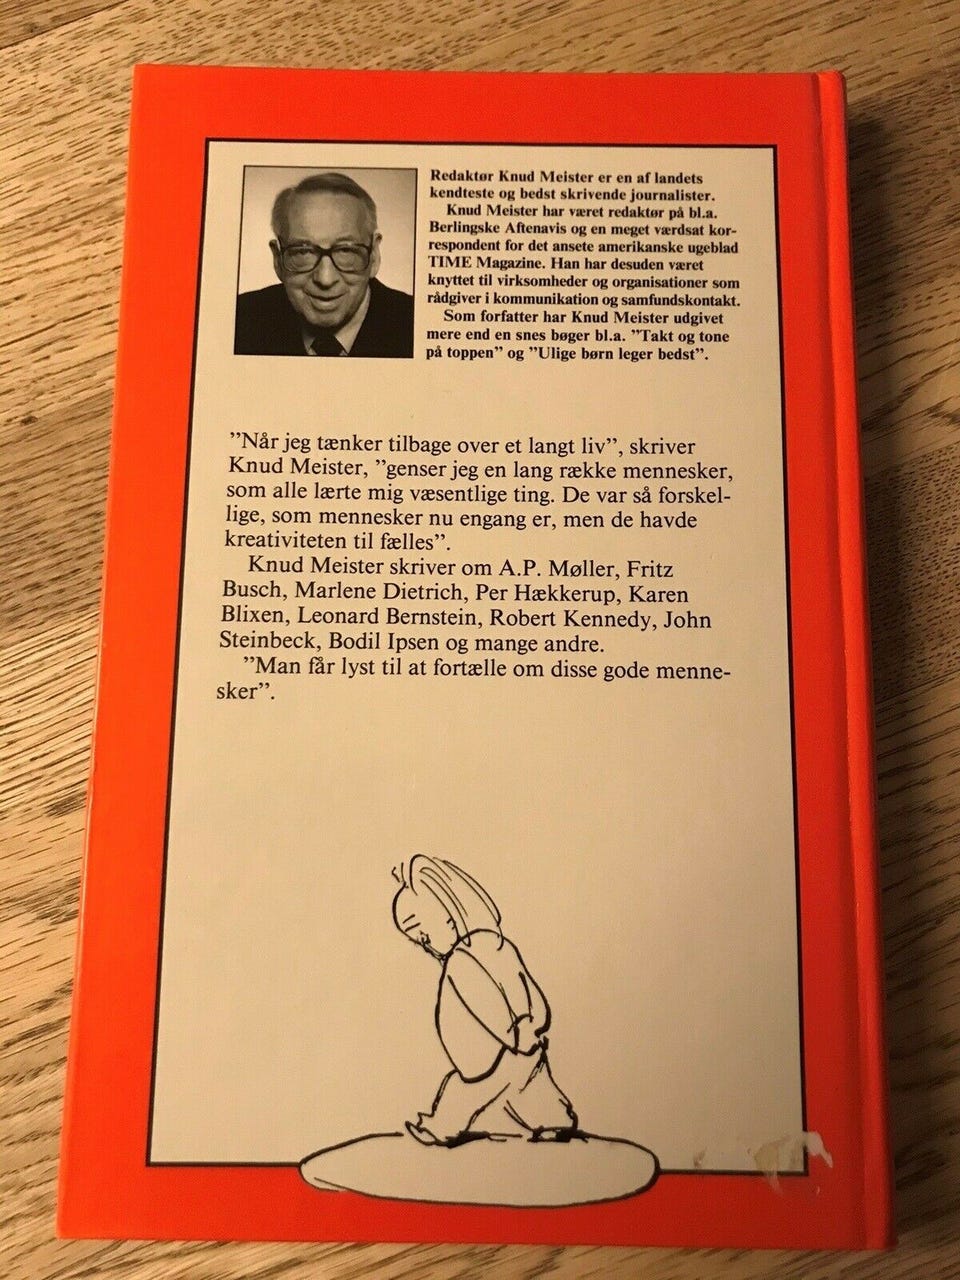 Redaktør Knud Meister er en af landets
kendteste og bedst skrivende journalister.
Knud Meister har været redaktør på bl.a.
Berlingske Aftenavis og en meget værdsat kor-
respondent for det ansete amerikanske ugeblad
TIME Magazine. Han har desuden været
knyttet til virksomheder og organisationer som
rådgiver i kommunikation og samfundskontakt.
Som forfatter har Knud Meister udgivet
mere end en snes bøger bl.a. ”Takt og tone
på toppen” og ”Ulige børn leger bedst”.
”Når jeg tænker tilbage over et langt liv”, skriver
Knud Meister, ”genser jeg en lang række mennesker,
som alle lærte mig væsentlige ting. De var så forskel-
lige, som mennesker nu engang er, men de havde
kreativiteten til fælles”.
Knud Meister skriver om A.P. Møller, Fritz
Busch, Marlene Dietrich, Per Hækkerup, Karen
Blixen, Leonard Bernstein, Robert Kennedy, John
Steinbeck, Bodil Ipsen og mange andre.
”Man får lyst til at fortælle om disse gode menne-
sker”.